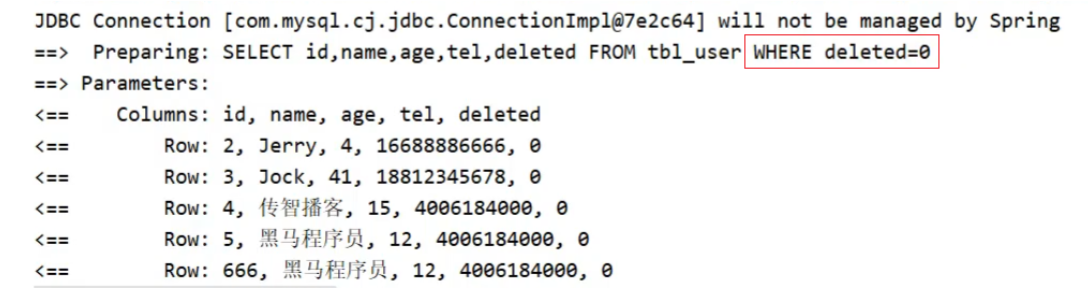 JDBC Connection [com.mysql.cj.jdbc.ConnectionImpl@7e2c64] will not be managed by Spring
==>  Preparing: SELECT id,name,age,tel,deleted FROM tbl_user WHERE deleted=0
==> Parameters:
<==    Columns: id, name, age, tel, deleted
<==        Row: 2, Jerry, 4, 16688886666, 0
<==        Row: 3, Jock, 41, 18812345678, 0
<==        Row: 4, 传智播客, 15, 4006184000, 0
<==        Row: 5, 黑马程序员, 12, 4006184000, 0
<==        Row: 666, 黑马程序员, 12, 4006184000, 0